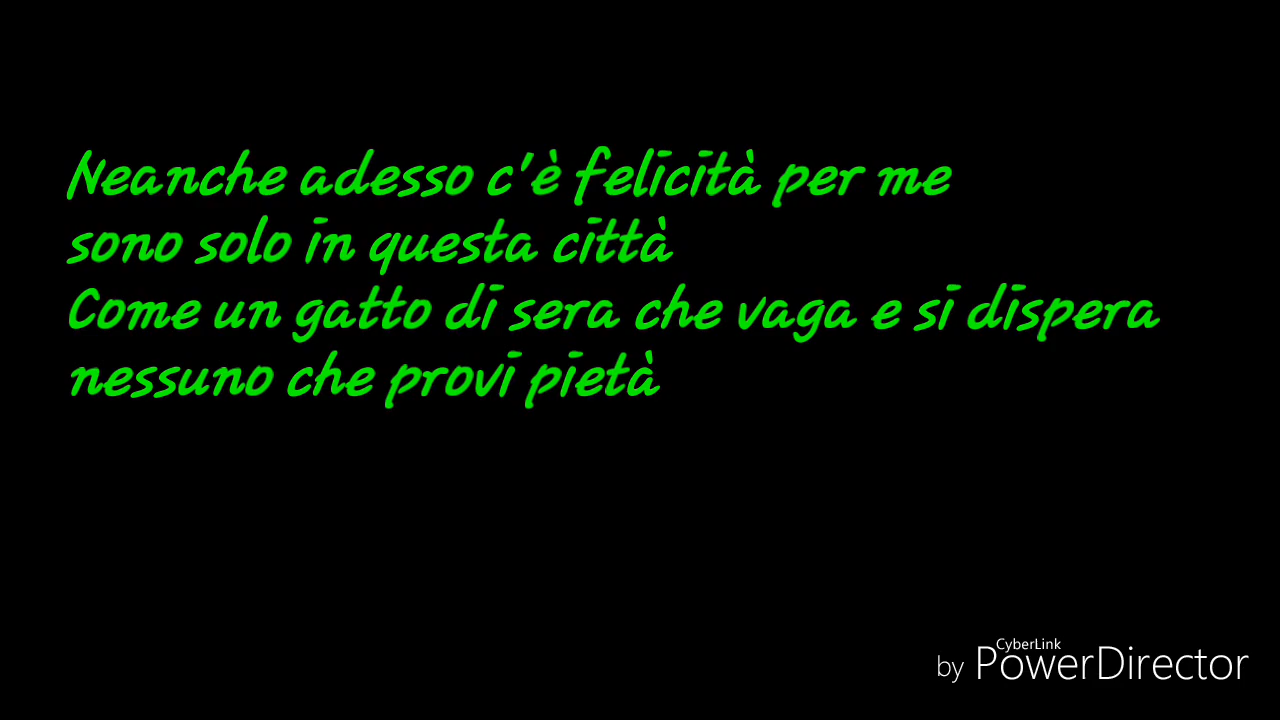 Neanche adesso c'è felicità per me
sono solo in questa città
Come un gatto di sera che vaga e si dispera
nessuno che provi pietà
by CyberLink PowerDirector